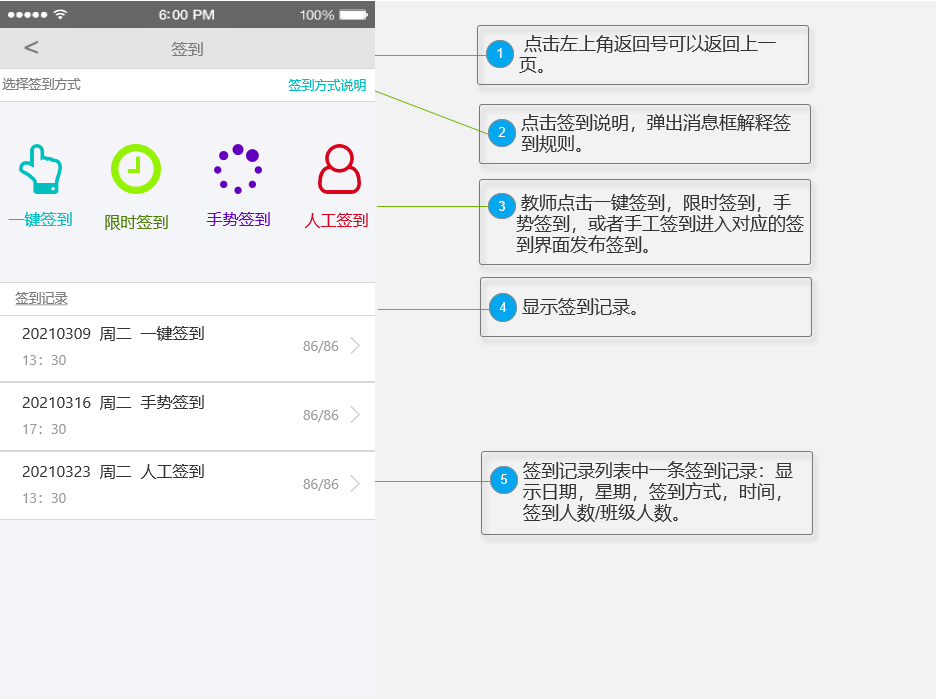 6:00 PM
100%
<
签到
选择签到方式
签到方式说明
一键签到
限时签到
手势签到
人工签到
签到记录
20210309 周二 一键签到
13：30
86/86
20210316 周二 手势签到
17：30
86/86
20210323 周二 人工签到
13：30
86/86
1
点击左上角返回号可以返回上一
页。
2
点击签到说明，弹出消息框解释签
到规则。
3
教师点击一键签到，限时签到，手
势签到，或者手工签到进入对应的签
到界面发布签到。
4
显示签到记录。
5
签到记录列表中一条签到记录：显
示日期，星期，签到方式，时间，
签到人数/班级人数。